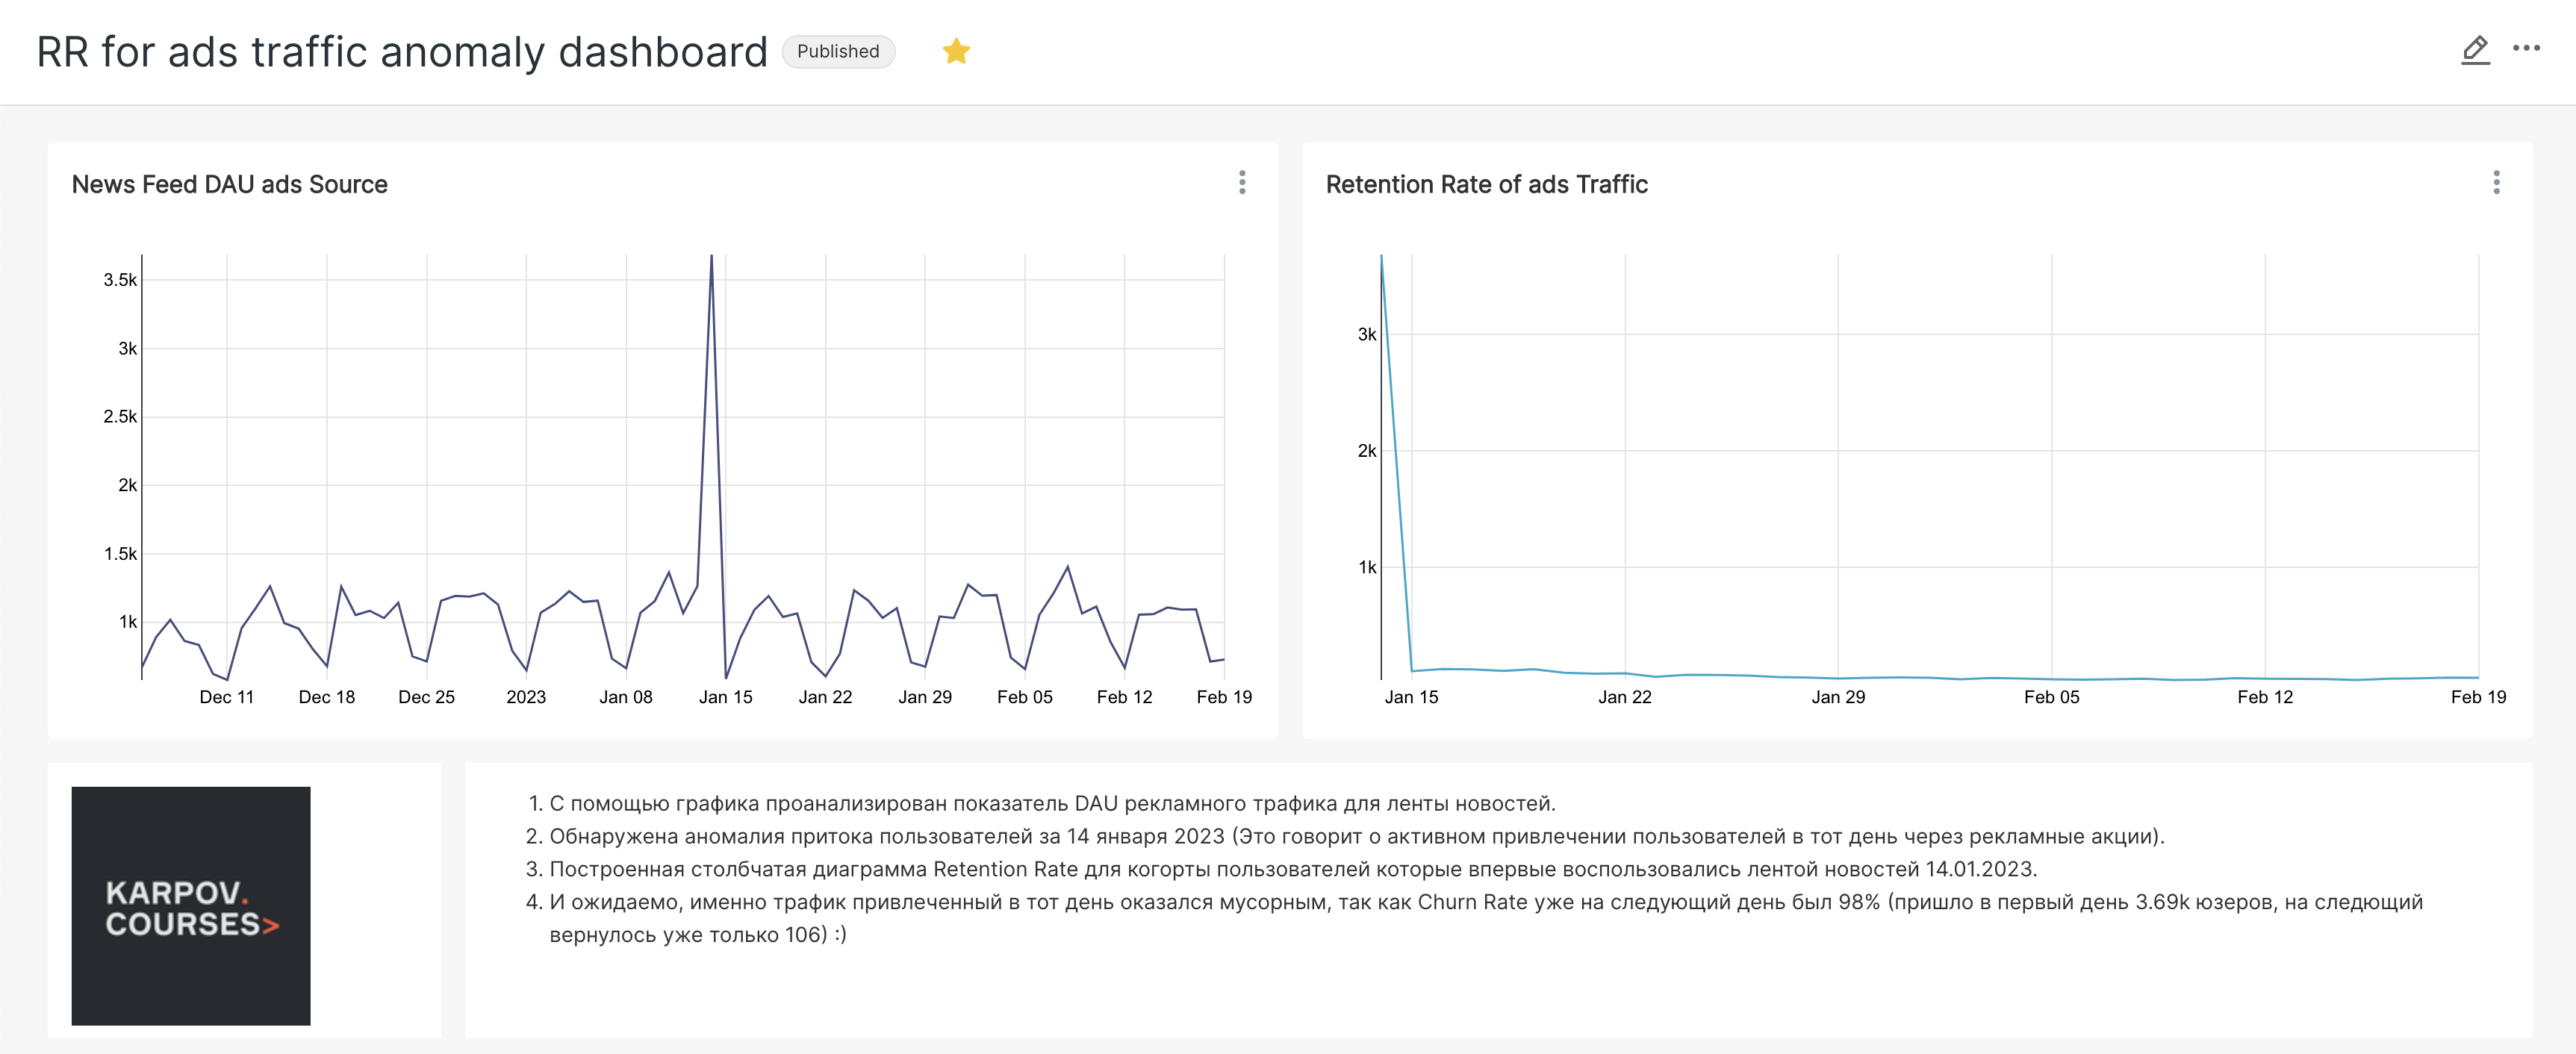 RR for ads traffic anomaly dashboard Published
News Feed DAU ads Source
3.5k
3k
2.5k
2k
1.5k
1k
Dec 11 Dec 18 Dec 25 2023 Jan 08 Jan 15 Jan 22 Jan 29 Feb 05 Feb 12 Feb 19
Retention Rate of ads Traffic
3k
2k
1k
Jan 15 Jan 22 Jan 29 Feb 05 Feb 12 Feb 19
KARPOV.
COURSES>
1. С помощью графика проанализирован показатель DAU рекламного трафика для ленты новостей.
2. Обнаружена аномалия притока пользователей за 14 января 2023 (Это говорит о активном привлечении пользователей в тот день через рекламные акции).
3. Построенная столбчатая диаграмма Retention Rate для когорты пользователей которые впервые воспользовались лентой новостей 14.01.2023.
4. И ожидаемо, именно трафик привлеченный в тот день оказался мусорным, так как Churn Rate уже на следующий день был 98% (пришло в первый день 3.69k юзеров, на следющий
вернулось уже только 106) :)